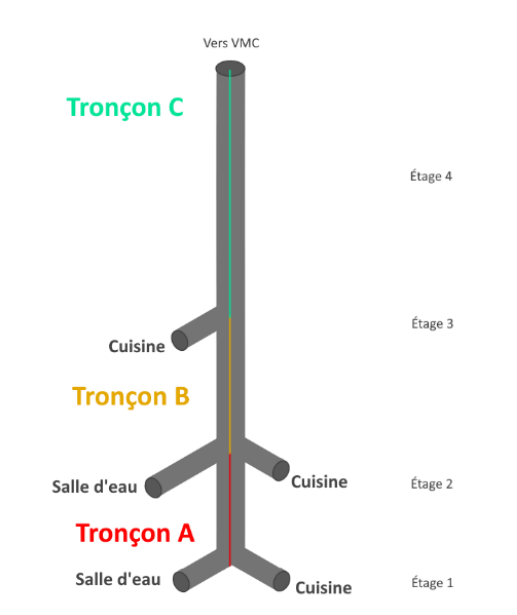 Vers VMC
Tronçon C
Étage 4
Étage 3
Cuisine
Tronçon B
Salle d'eau
Cuisine
Étage 2
Tronçon A
Salle d'eau
Cuisine
Étage 1